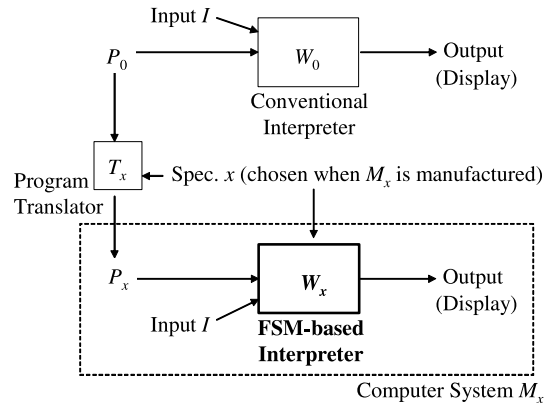 Input I
P₀
W₀
Output
(Display)
Conventional
Interpreter
Tₓ
Program
Translator
Spec. x (chosen when Mₓ is manufactured)
Pₓ
Wₓ
Output
(Display)
Input I
FSM-based
Interpreter
Computer System Mₓ